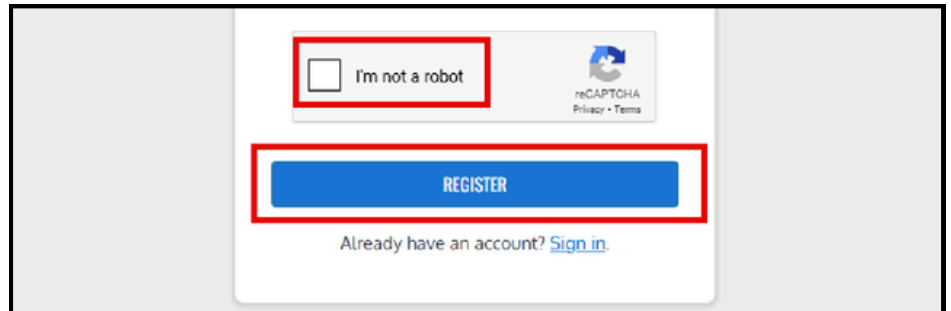 I'm not a robot
reCAPTCHA
Privacy • Terms
REGISTER
Already have an account? Sign in.